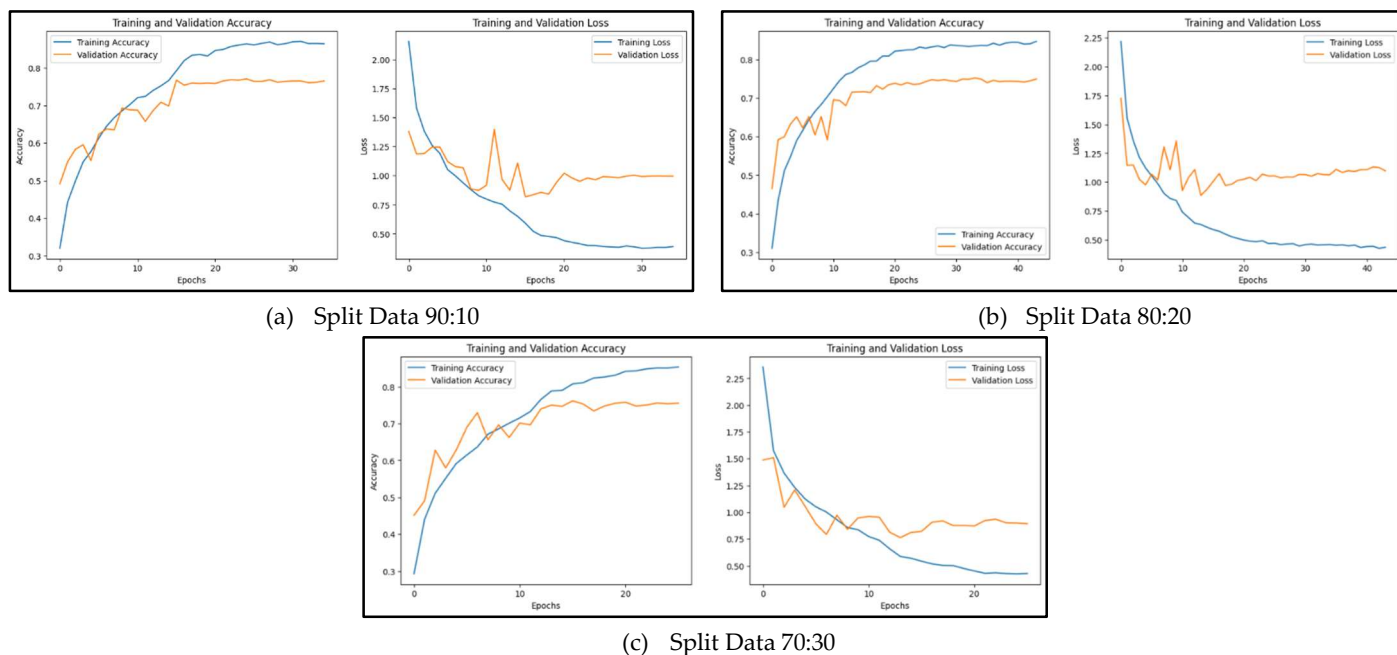 Training and Validation Accuracy
Training Accuracy
Validation Accuracy
0.8
0.7
0.6
0.5
0.4
0.3
Accuracy
0
10
20
30
Epochs
Training and Validation Loss
Training Loss
Validation Loss
2.00
1.75
1.50
1.25
1.00
0.75
0.50
Loss
0
10
20
30
Epochs
(a) Split Data 90:10
Training and Validation Accuracy
0.8
0.7
0.6
0.5
0.4
0.3
Accuracy
Training Accuracy
Validation Accuracy
0
10
20
30
40
Epochs
Training and Validation Loss
Training Loss
Validation Loss
2.25
2.00
1.75
1.50
1.25
1.00
0.75
0.50
Loss
0
10
20
30
40
Epochs
(b) Split Data 80:20
Training and Validation Accuracy
Training Accuracy
Validation Accuracy
0.8
0.7
0.6
0.5
0.4
0.3
Accuracy
0
10
20
Epochs
Training and Validation Loss
Training Loss
Validation Loss
2.25
2.00
1.75
1.50
1.25
1.00
0.75
0.50
Loss
0
10
20
Epochs
(c) Split Data 70:30